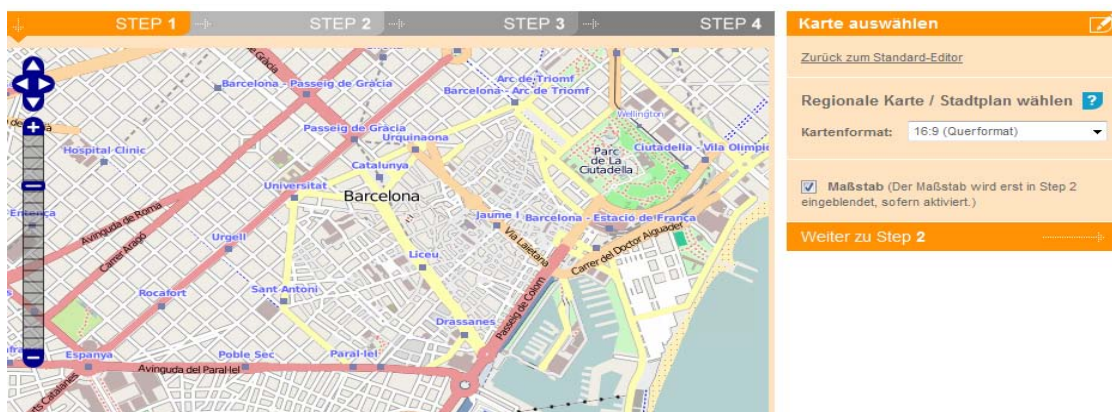 STEP 1
STEP 2
STEP 3
STEP 4
Karte auswählen
Zurück zum Standard-Editor
Regionale Karte / Stadtplan wählen ?
Kartenformat: 16:9 (Querformat)
Maßstab (Der Maßstab wird erst in Step 2
eingeblendet, sofern aktiviert.)
Weiter zu Step 2
Barcelona - Passeig de Gràcia
Arc de Triomf
Barcelona - Arc de Triomf
Wellington
Passeig de Gràcia
Urquinaona
Hospital Clínic
Parc
de La
Ciutadella
Ciutadella - Vila Olímpic
Catalunya
Universitat
Barcelona
Entença
Avinguda de Roma
Jaume I
Barcelona - Estació de França
Urgell
Via Laietana
Carrer del Doctor Aiguader
Carrer Aragó
Liceu
Sant Antoni
Rocafort
Passeig de Colom
Drassanes
Espanya
Poble Sec
Paral·lel
Avinguda del Paral·lel